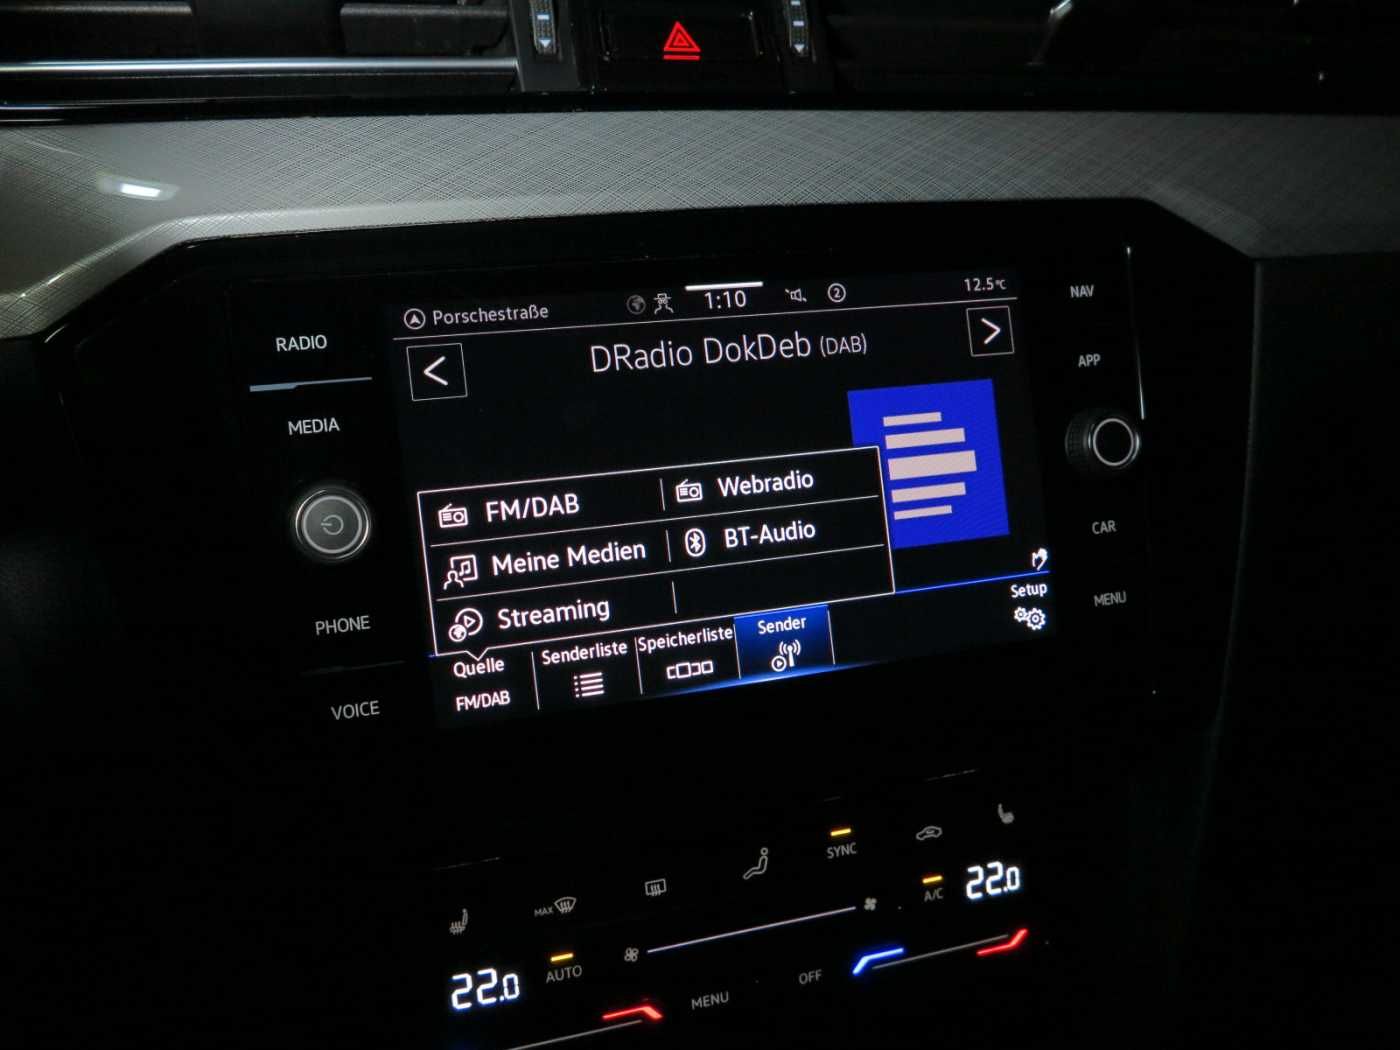 Porschestraße
1:10
2
12.5°C
RADIO
NAV
DRadio DokDeb (DAB)
APP
MEDIA
FM/DAB
Webradio
Meine Medien
BT-Audio
CAR
Streaming
Setup
MENU
PHONE
Quelle
Senderliste
Speicherliste
Sender
FM/DAB
VOICE
SYNC
MAX
A/C
22.0
22.0
AUTO
MENU
OFF